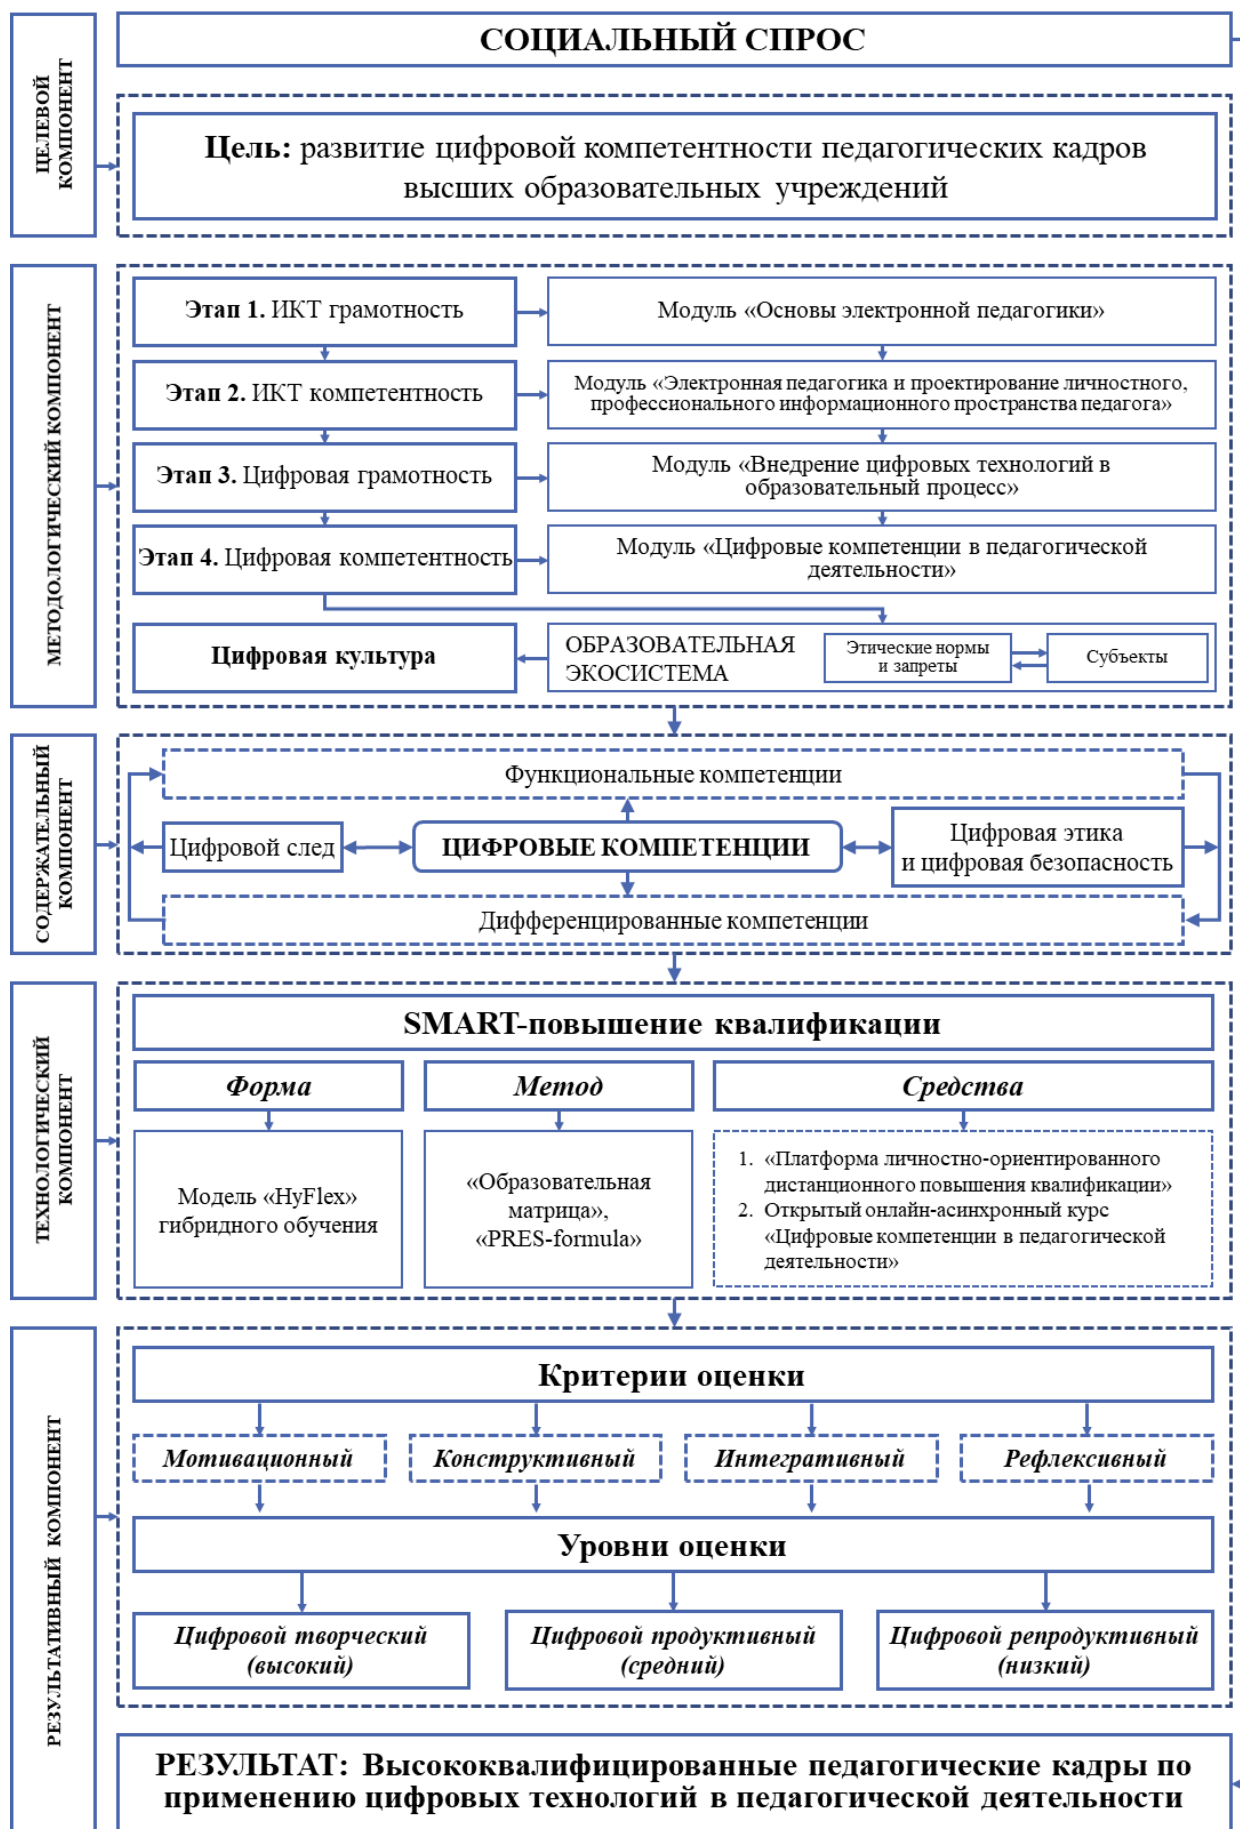 СОЦИАЛЬНЫЙ СПРОС
ЦЕЛЕВОЙ
КОМПОНЕНТ
Цель: развитие цифровой компетентности педагогических кадров
высших образовательных учреждений
МЕТОДОЛОГИЧЕСКИЙ КОМПОНЕНТ
Этап 1. ИКТ грамотность
Модуль «Основы электронной педагогики»
Этап 2. ИКТ компетентность
Модуль «Электронная педагогика и проектирование личностного,
профессионального информационного пространства педагога»
Этап 3. Цифровая грамотность
Модуль «Внедрение цифровых технологий в
образовательный процесс»
Этап 4. Цифровая компетентность
Модуль «Цифровые компетенции в педагогической
деятельности»
Цифровая культура
ОБРАЗОВАТЕЛЬНАЯ
ЭКОСИСТЕМА
Этические нормы
и запреты
Субъекты
СОДЕРЖАТЕЛЬНЫЙ
КОМПОНЕНТ
Функциональные компетенции
Цифровой след
ЦИФРОВЫЕ КОМПЕТЕНЦИИ
Цифровая этика
и цифровая безопасность
Дифференцированные компетенции
ТЕХНОЛОГИЧЕСКИЙ
КОМПОНЕНТ
SMART-повышение квалификации
Форма
Метод
Средства
Модель «HyFlex»
гибридного обучения
«Образовательная
матрица»,
«PRES-formula»
1. «Платформа личностно-ориентированного
дистанционного повышения квалификации»
2. Открытый онлайн-асинхронный курс
«Цифровые компетенции в педагогической
деятельности»
РЕЗУЛЬТАТИВНЫЙ КОМПОНЕНТ
Критерии оценки
Мотивационный
Конструктивный
Интегративный
Рефлексивный
Уровни оценки
Цифровой творческий
(высокий)
Цифровой продуктивный
(средний)
Цифровой репродуктивный
(низкий)
РЕЗУЛЬТАТ: Высококвалифицированные педагогические кадры по
применению цифровых технологий в педагогической деятельности